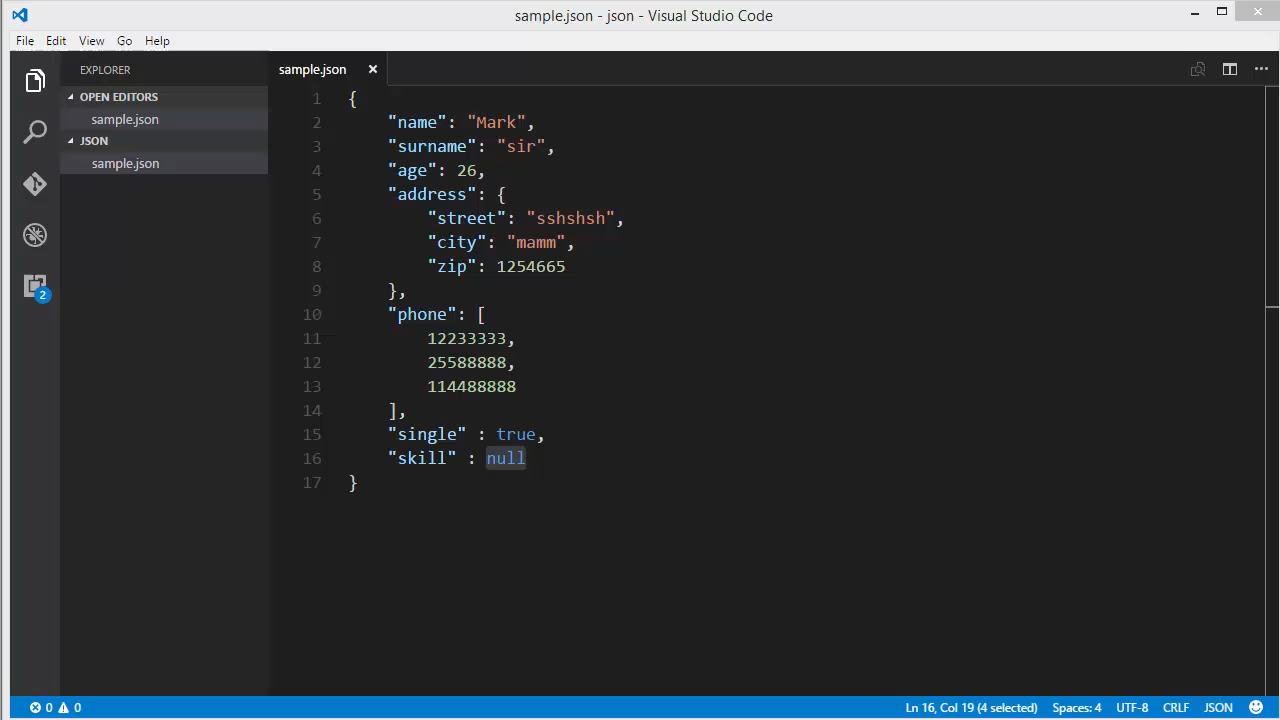 sample.json - json - Visual Studio Code
File Edit View Go Help
EXPLORER
OPEN EDITORS
sample.json
JSON
sample.json
2
sample.json
1 {
2 "name": "Mark",
3 "surname": "sir",
4 "age": 26,
5 "address": {
6 "street": "sshshsh",
7 "city": "mamm",
8 "zip": 1254665
9 },
10 "phone": [
11 12233333,
12 25588888,
13 114488888
14 ],
15 "single" : true,
16 "skill" : null
17 }
0 0 Ln 16, Col 19 (4 selected) Spaces: 4 UTF-8 CRLF JSON